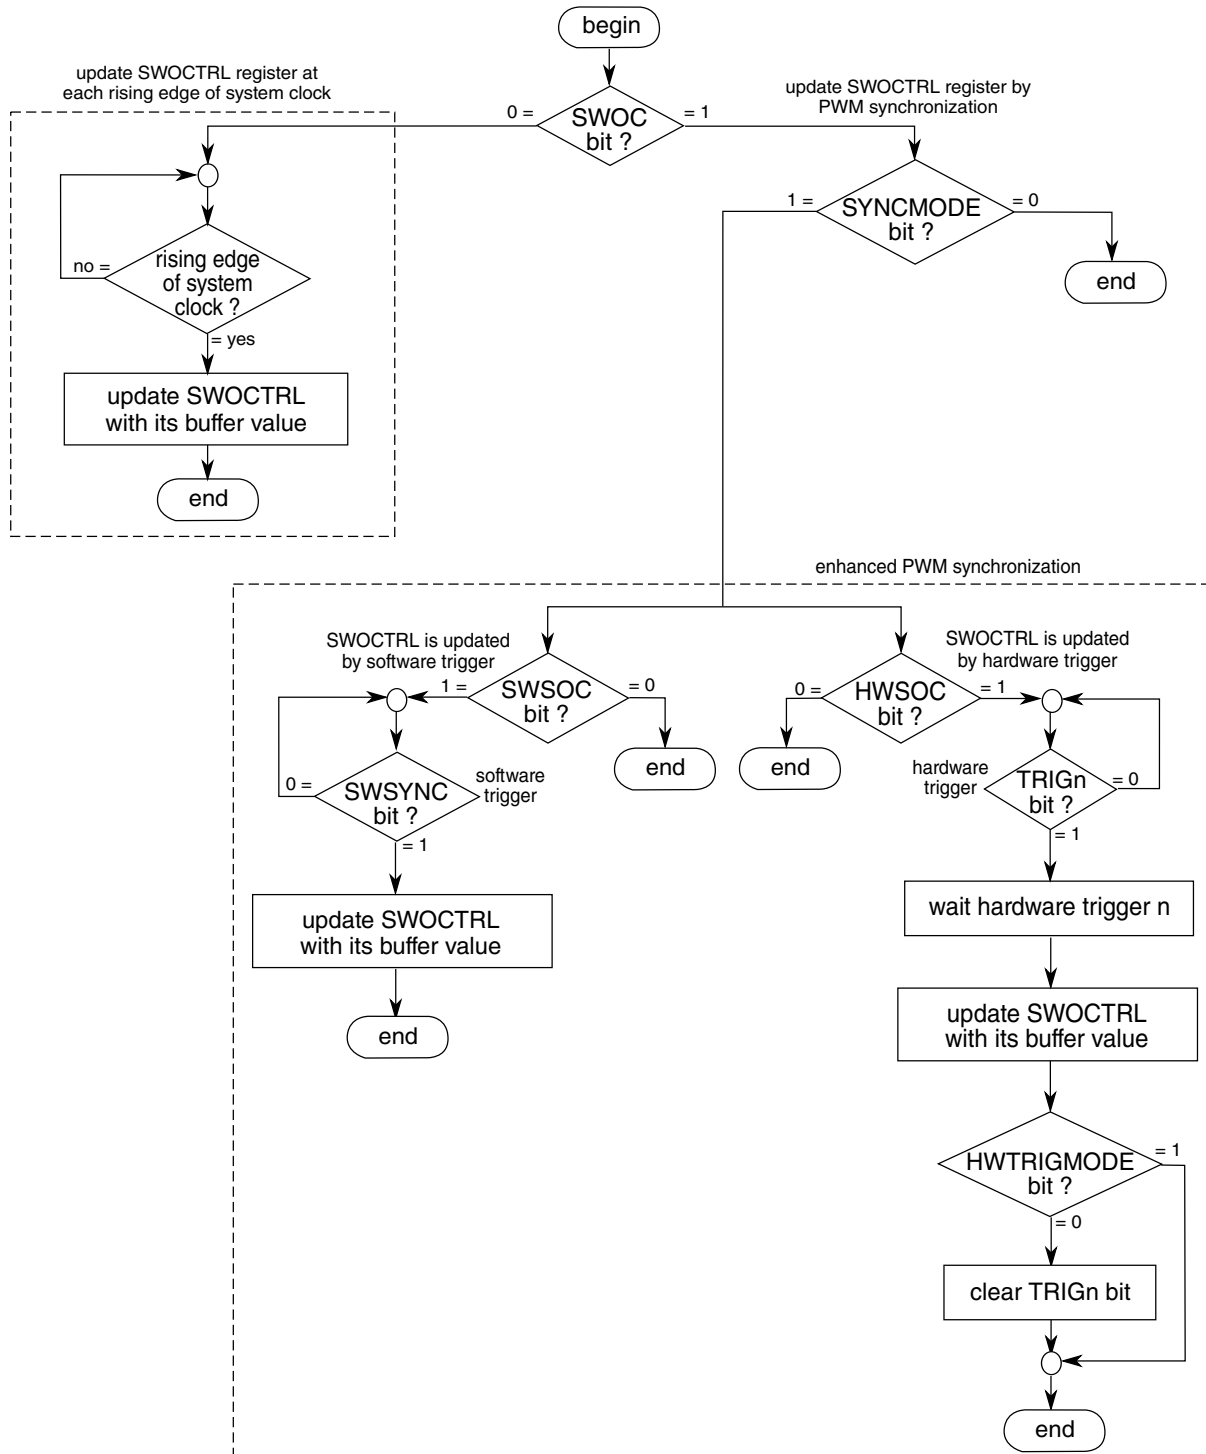 begin
update SWOCTRL register at
each rising edge of system clock
update SWOCTRL register by
PWM synchronization
0 =
SWOC
bit ?
= 1
1 =
SYNCMODE
bit ?
= 0
end
no =
rising edge
of system
clock ?
= yes
update SWOCTRL
with its buffer value
end
enhanced PWM synchronization
SWOCTRL is updated
by software trigger
1 =
SWSOC
bit ?
= 0
end
0 =
SWSYNC
bit ?
software
trigger
= 1
update SWOCTRL
with its buffer value
end
SWOCTRL is updated
by hardware trigger
0 =
HWSOC
bit ?
= 1
end
hardware
trigger
TRIGn
bit ?
= 0
= 1
wait hardware trigger n
update SWOCTRL
with its buffer value
HWTRIGMODE
bit ?
= 1
= 0
clear TRIGn bit
end